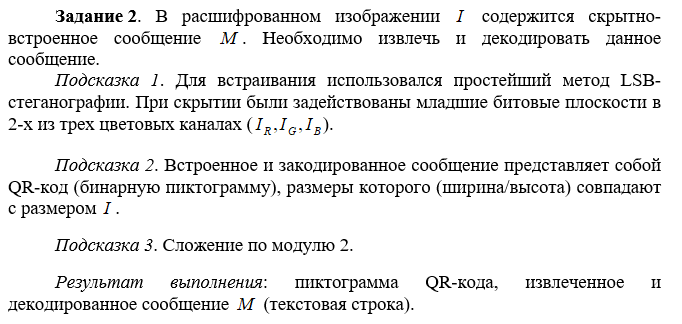 Задание 2. В расшифрованном изображении I содержится скрытно-
встроенное сообщение M . Необходимо извлечь и декодировать данное
сообщение.
Подсказка 1. Для встраивания использовался простейший метод LSB-
стеганографии. При скрытии были задействованы младшие битовые плоскости в
2-х из трех цветовых каналах ( I_R , I_G , I_B ).
Подсказка 2. Встроенное и закодированное сообщение представляет собой
QR-код (бинарную пиктограмму), размеры которого (ширина/высота) совпадают
с размером I .
Подсказка 3. Сложение по модулю 2.
Результат выполнения: пиктограмма QR-кода, извлеченное и
декодированное сообщение M (текстовая строка).